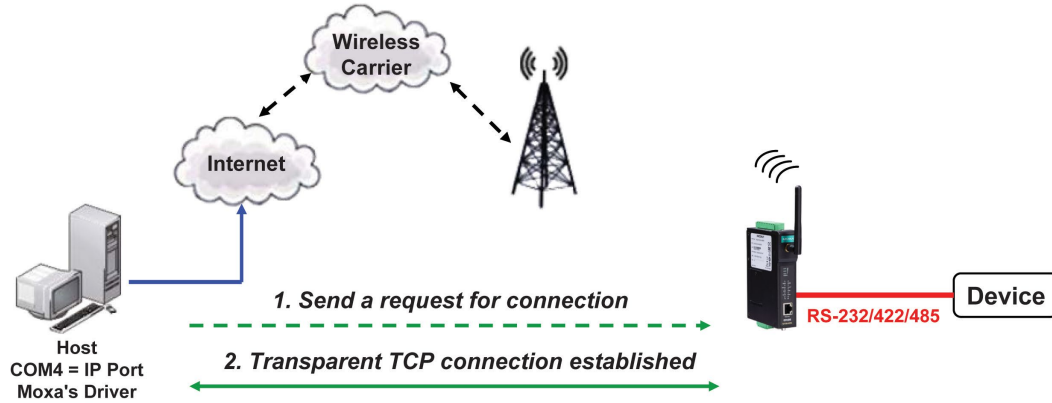 Wireless
Carrier
Internet
1. Send a request for connection
RS-232/422/485
Device
2. Transparent TCP connection established
Host
COM4 = IP Port
Moxa's Driver